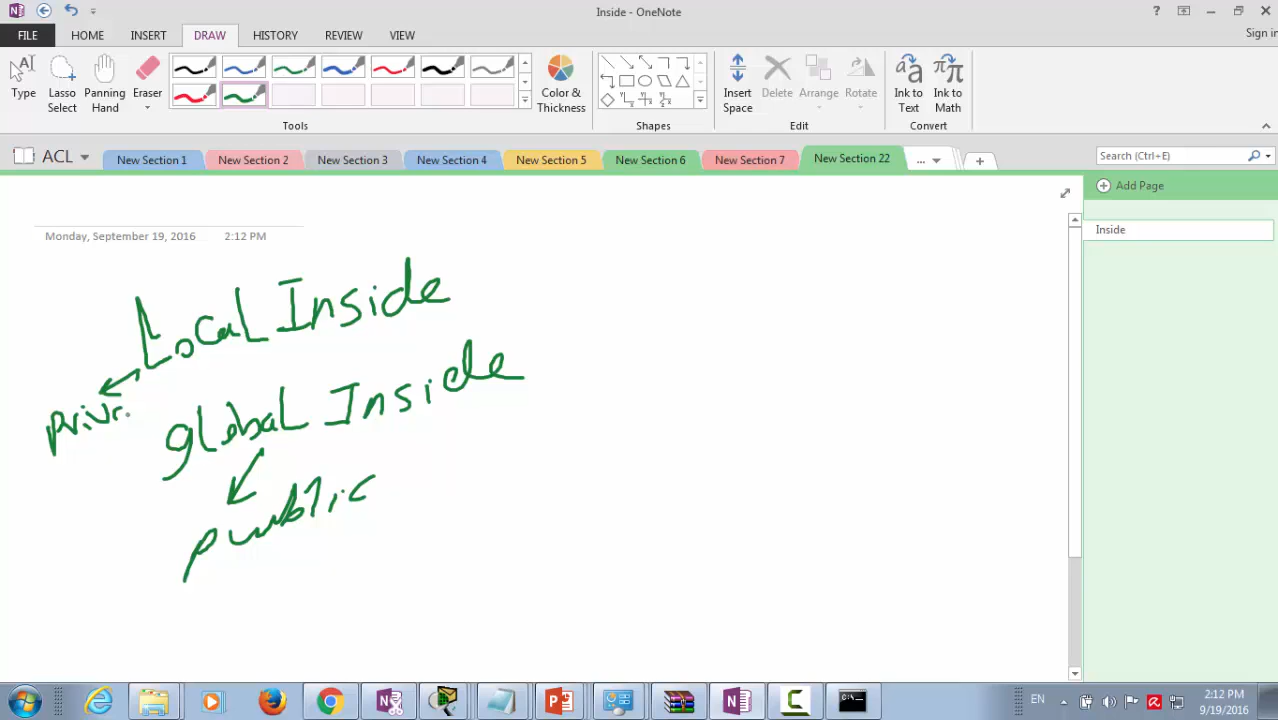 Inside - OneNote
Sign in
FILE HOME INSERT DRAW HISTORY REVIEW VIEW
Type
Lasso Select
Panning Hand
Eraser
Color & Thickness
Insert Space
Delete
Arrange
Rotate
Ink to Text
Ink to Math
Tools Shapes Edit Convert
ACL New Section 1 New Section 2 New Section 3 New Section 4 New Section 5 New Section 6 New Section 7 New Section 22 ... Search (Ctrl+E)
Add Page
Inside
Monday, September 19, 2016 2:12 PM
Local Inside
global Inside
priv
public
EN
2:12 PM
9/19/2016